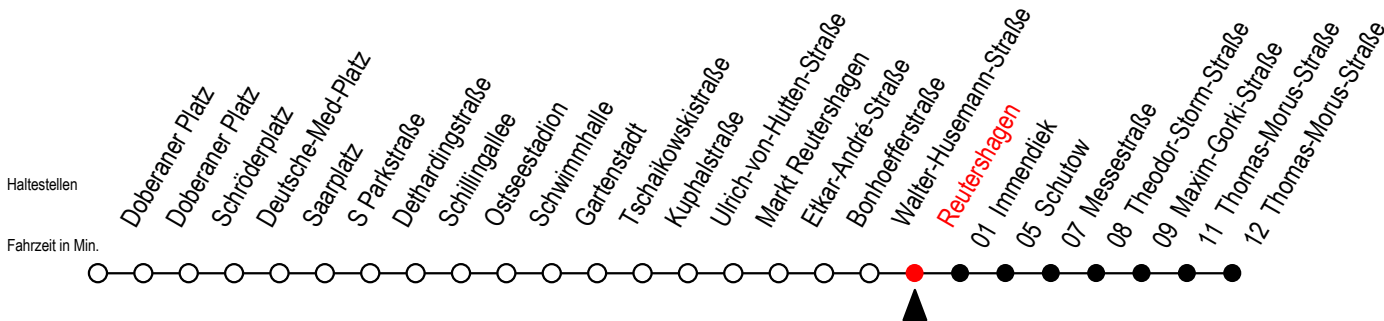 Haltestellen
Fahrzeit in Min.
Doberaner Platz
Doberaner Platz
Schröderplatz
Deutsche-Med-Platz
Saarplatz
S Parkstraße
Dethardingstraße
Schillingallee
Ostseestadion
Schwimmhalle
Gartenstadt
Tschaikowskistraße
Kuphalstraße
Ulrich-von-Hutten-Straße
Markt Reutershagen
Etkar-André-Straße
Bonhoefferstraße
Walter-Husemann-Straße
Reutershagen
01 Immendiek
05 Schutow
07 Messestraße
08 Theodor-Storm-Straße
09 Maxim-Gorki-Straße
11 Thomas-Morus-Straße
12 Thomas-Morus-Straße